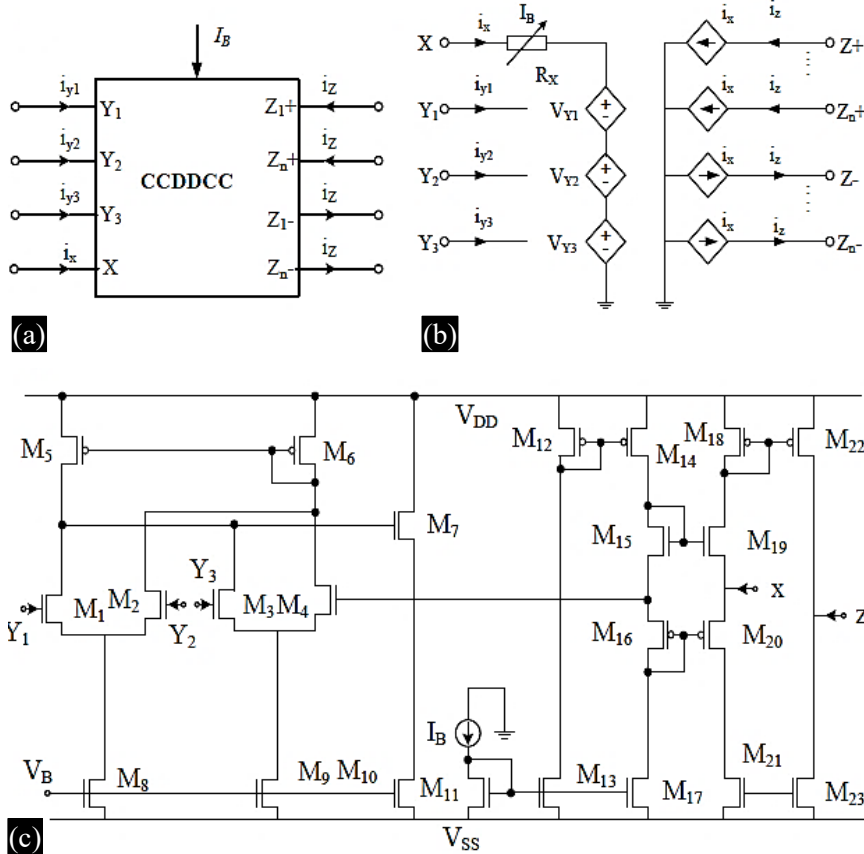 I_B
i_y1
Y_1
Z_1+
i_Z
i_y2
Y_2
CCDDCC
Z_n+
i_Z
i_y3
Y_3
Z_1-
i_Z
i_x
X
Z_n-
i_Z
(a)
X
i_x
I_B
R_X
i_x
i_z
Z+
Y_1
i_y1
V_Y1
i_x
i_z
Z_n+
Y_2
i_y2
V_Y2
i_x
i_z
Z-
Y_3
i_y3
V_Y3
i_x
i_z
Z_n-
(b)
V_DD
M_5
M_6
M_12
M_14
M_18
M_22
M_7
M_15
M_19
Y_3
M_1
M_2
M_3
M_4
X
Y_1
Y_2
M_16
M_20
Z
I_B
V_B
M_8
M_9
M_10
M_11
M_13
M_17
M_21
M_23
V_SS
(c)